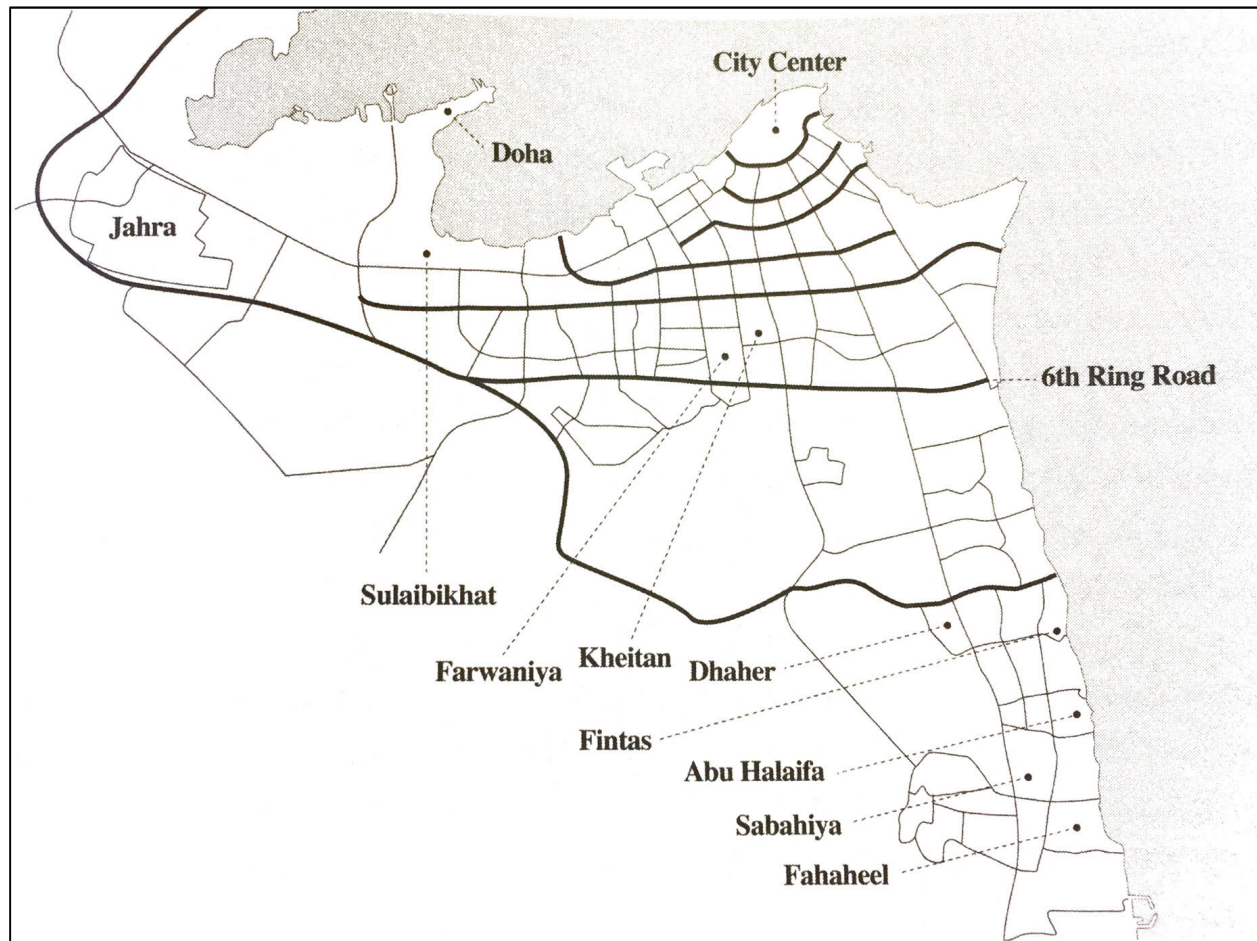 City Center
Doha
Jahra
6th Ring Road
Sulaibikhat
Farwaniya
Kheitan
Dhaher
Fintas
Abu Halaifa
Sabahiya
Fahaheel